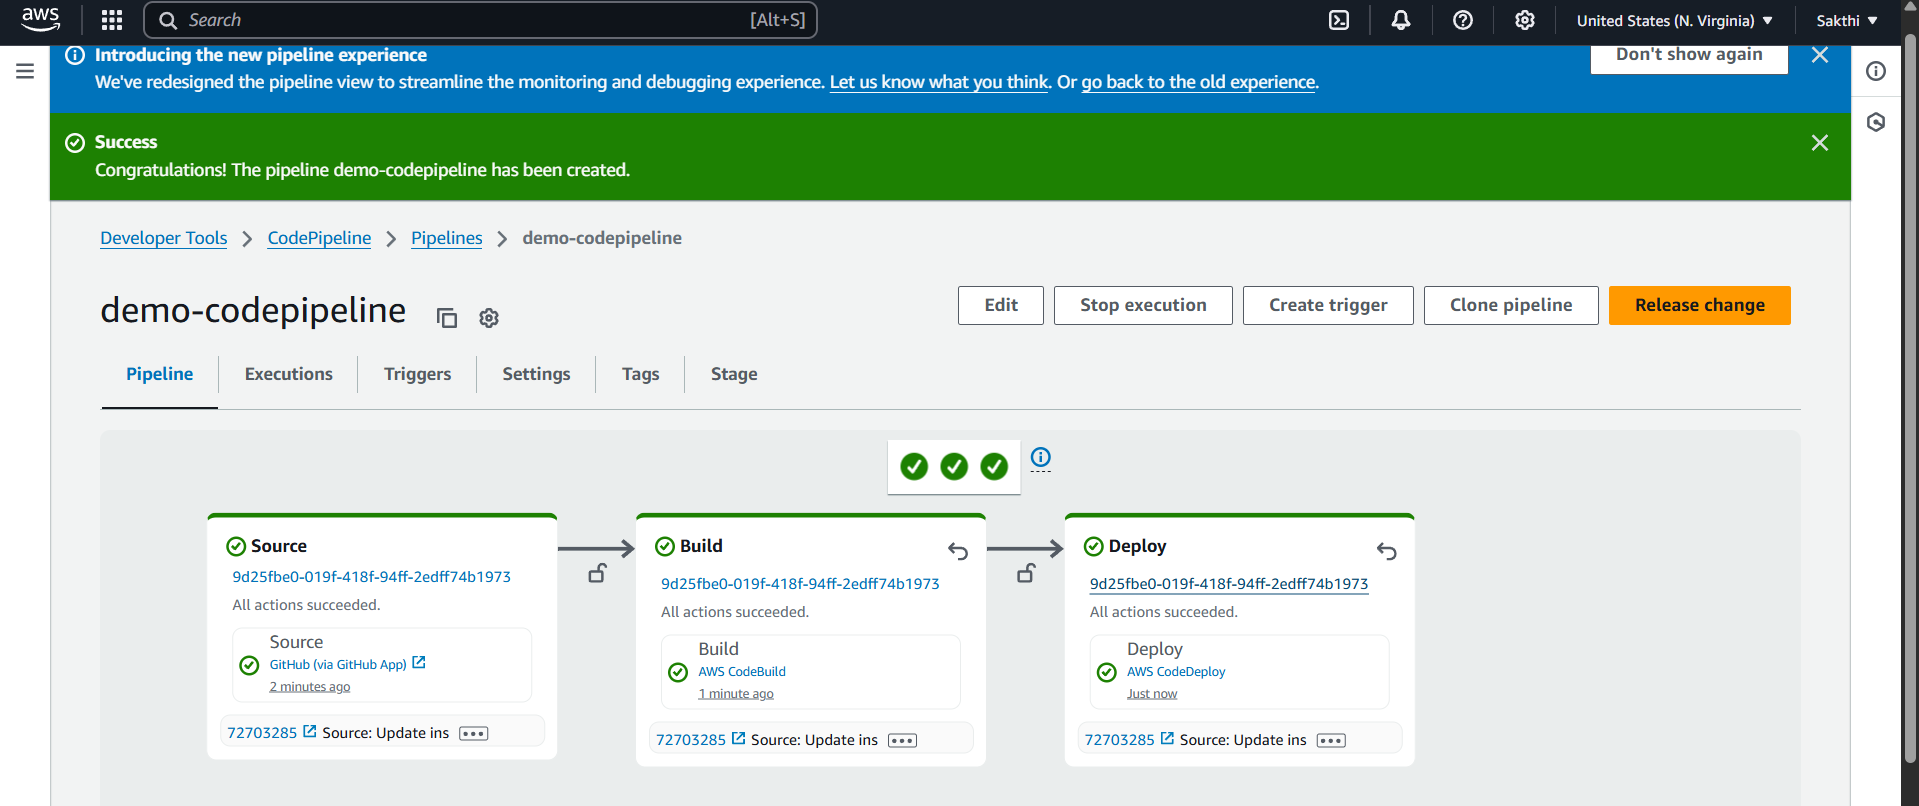 aws
Search [Alt+S]
United States (N. Virginia)
Sakthi
Introducing the new pipeline experience
We've redesigned the pipeline view to streamline the monitoring and debugging experience. Let us know what you think. Or go back to the old experience.
Don't show again
Success
Congratulations! The pipeline demo-codepipeline has been created.
Developer Tools
CodePipeline
Pipelines
demo-codepipeline
demo-codepipeline
Edit
Stop execution
Create trigger
Clone pipeline
Release change
Pipeline
Executions
Triggers
Settings
Tags
Stage
Source
9d25fbe0-019f-418f-94ff-2edff74b1973
All actions succeeded.
Source
GitHub (via GitHub App)
2 minutes ago
72703285 Source: Update ins
Build
9d25fbe0-019f-418f-94ff-2edff74b1973
All actions succeeded.
Build
AWS CodeBuild
1 minute ago
72703285 Source: Update ins
Deploy
9d25fbe0-019f-418f-94ff-2edff74b1973
All actions succeeded.
Deploy
AWS CodeDeploy
Just now
72703285 Source: Update ins